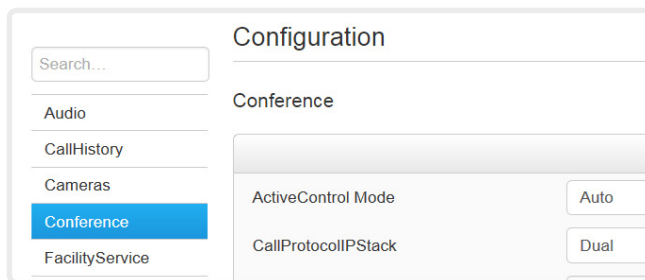 Configuration
Search...
Conference
Audio
CallHistory
Cameras
Conference
FacilityService
ActiveControl Mode
Auto
CallProtocolIPStack
Dual